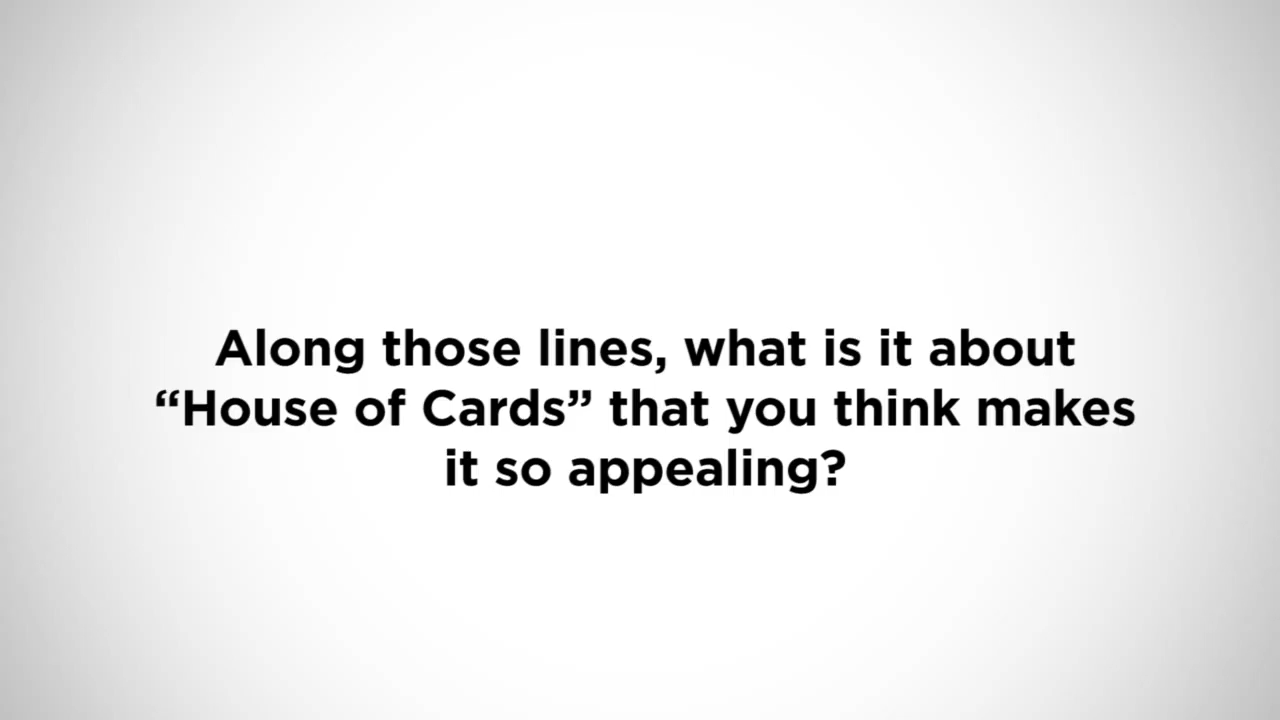 Along those lines, what is it about
“House of Cards” that you think makes
it so appealing?